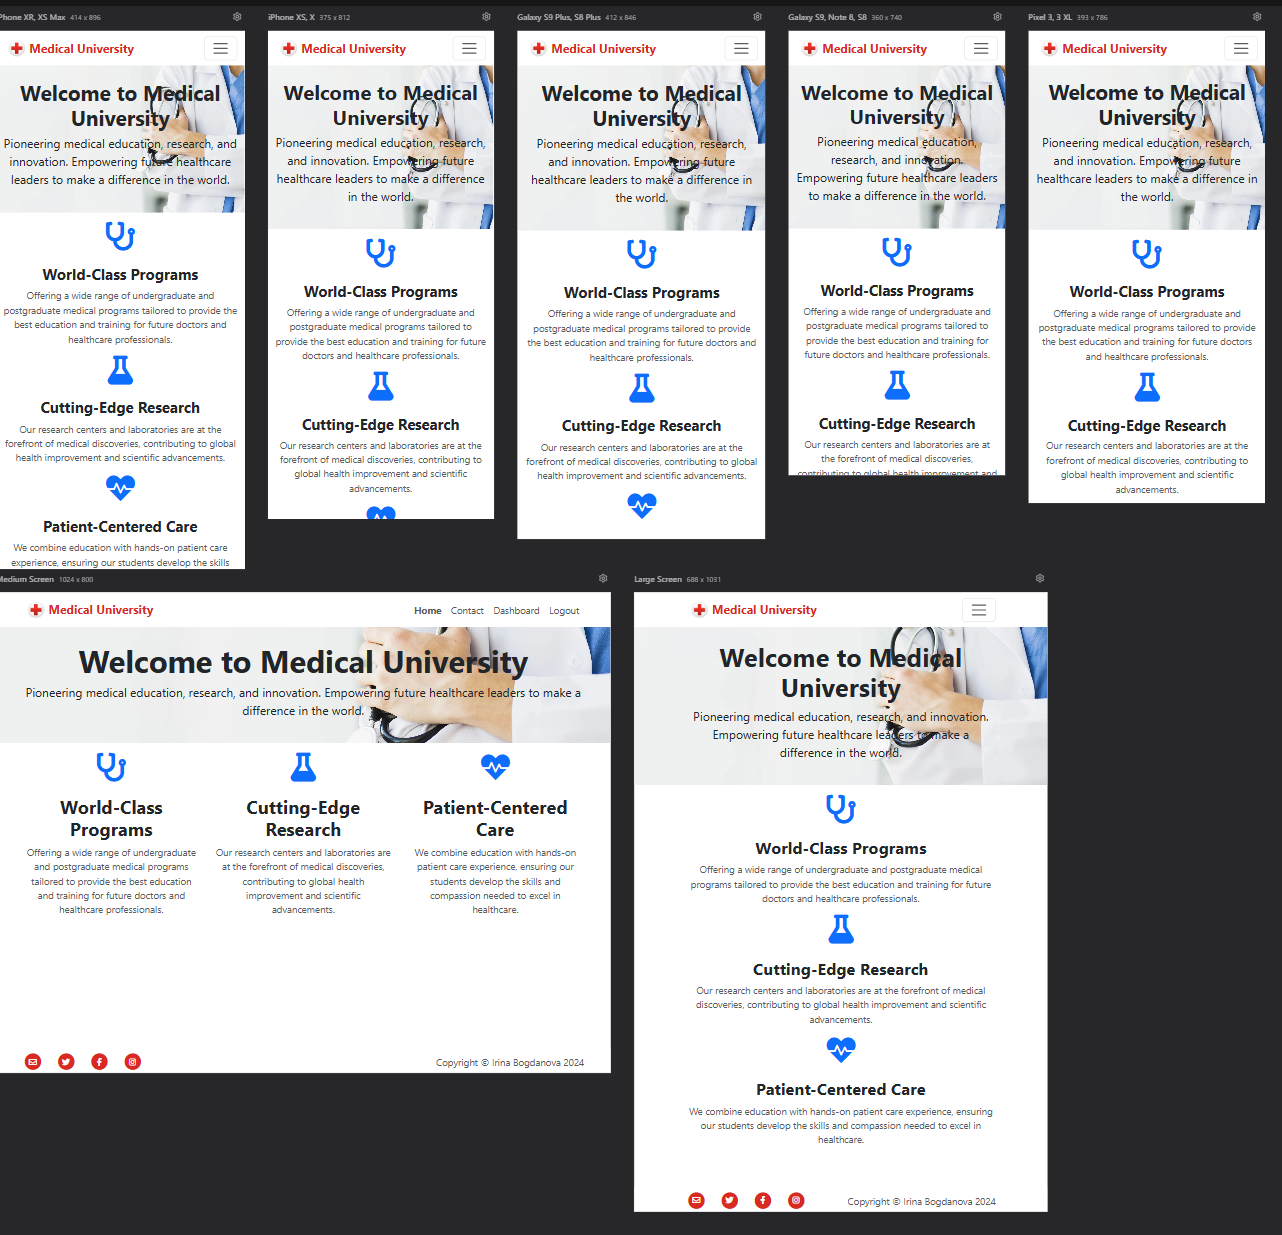 Phone XR, XS Max 414 x 896
Medical University
Welcome to Medical
University
Pioneering medical education, research, and
innovation. Empowering future healthcare
leaders to make a difference in the world.
World-Class Programs
Offering a wide range of undergraduate and
postgraduate medical programs tailored to provide the
best education and training for future doctors and
healthcare professionals.
Cutting-Edge Research
Our research centers and laboratories are at the
forefront of medical discoveries, contributing to global
health improvement and scientific advancements.
Patient-Centered Care
We combine education with hands-on patient care
experience, ensuring our students develop the skills
iPhone XS, X 375 x 812
Medical University
Welcome to Medical
University
Pioneering medical education, research,
and innovation. Empowering future
healthcare leaders to make a difference
in the world.
World-Class Programs
Offering a wide range of undergraduate and
postgraduate medical programs tailored to
provide the best education and training for future
doctors and healthcare professionals.
Cutting-Edge Research
Our research centers and laboratories are at the
forefront of medical discoveries, contributing to
global health improvement and scientific
advancements.
Galaxy S9 Plus, S8 Plus 412 x 846
Medical University
Welcome to Medical
University
Pioneering medical education, research,
and innovation. Empowering future
healthcare leaders to make a difference in
the world.
World-Class Programs
Offering a wide range of undergraduate and
postgraduate medical programs tailored to provide
the best education and training for future doctors and
healthcare professionals.
Cutting-Edge Research
Our research centers and laboratories are at the
forefront of medical discoveries, contributing to global
health improvement and scientific advancements.
Galaxy S9, Note 8, S8 360 x 740
Medical University
Welcome to Medical
University
Pioneering medical education,
research, and innovation.
Empowering future healthcare leaders
to make a difference in the world.
World-Class Programs
Offering a wide range of undergraduate and
postgraduate medical programs tailored to
provide the best education and training for
future doctors and healthcare professionals.
Cutting-Edge Research
Our research centers and laboratories are at
the forefront of medical discoveries,
contributing to global health improvement and
Pixel 3, 3 XL 393 x 786
Medical University
Welcome to Medical
University
Pioneering medical education, research,
and innovation. Empowering future
healthcare leaders to make a difference in
the world.
World-Class Programs
Offering a wide range of undergraduate and
postgraduate medical programs tailored to provide
the best education and training for future doctors
and healthcare professionals.
Cutting-Edge Research
Our research centers and laboratories are at the
forefront of medical discoveries, contributing to
global health improvement and scientific
advancements.
Medium Screen 1024 x 800
Medical University
Home Contact Dashboard Logout
Welcome to Medical University
Pioneering medical education, research, and innovation. Empowering future healthcare leaders to make a
difference in the world.
World-Class
Programs
Offering a wide range of undergraduate
and postgraduate medical programs
tailored to provide the best education
and training for future doctors and
healthcare professionals.
Cutting-Edge
Research
Our research centers and laboratories are
at the forefront of medical discoveries,
contributing to global health
improvement and scientific
advancements.
Patient-Centered
Care
We combine education with hands-on
patient care experience, ensuring our
students develop the skills and
compassion needed to excel in
healthcare.
Copyright © Irina Bogdanova 2024
Large Screen 688 x 1031
Medical University
Welcome to Medical
University
Pioneering medical education, research, and innovation.
Empowering future healthcare leaders to make a
difference in the world.
World-Class Programs
Offering a wide range of undergraduate and postgraduate medical
programs tailored to provide the best education and training for future
doctors and healthcare professionals.
Cutting-Edge Research
Our research centers and laboratories are at the forefront of medical
discoveries, contributing to global health improvement and scientific
advancements.
Patient-Centered Care
We combine education with hands-on patient care experience, ensuring
our students develop the skills and compassion needed to excel in
healthcare.
Copyright © Irina Bogdanova 2024